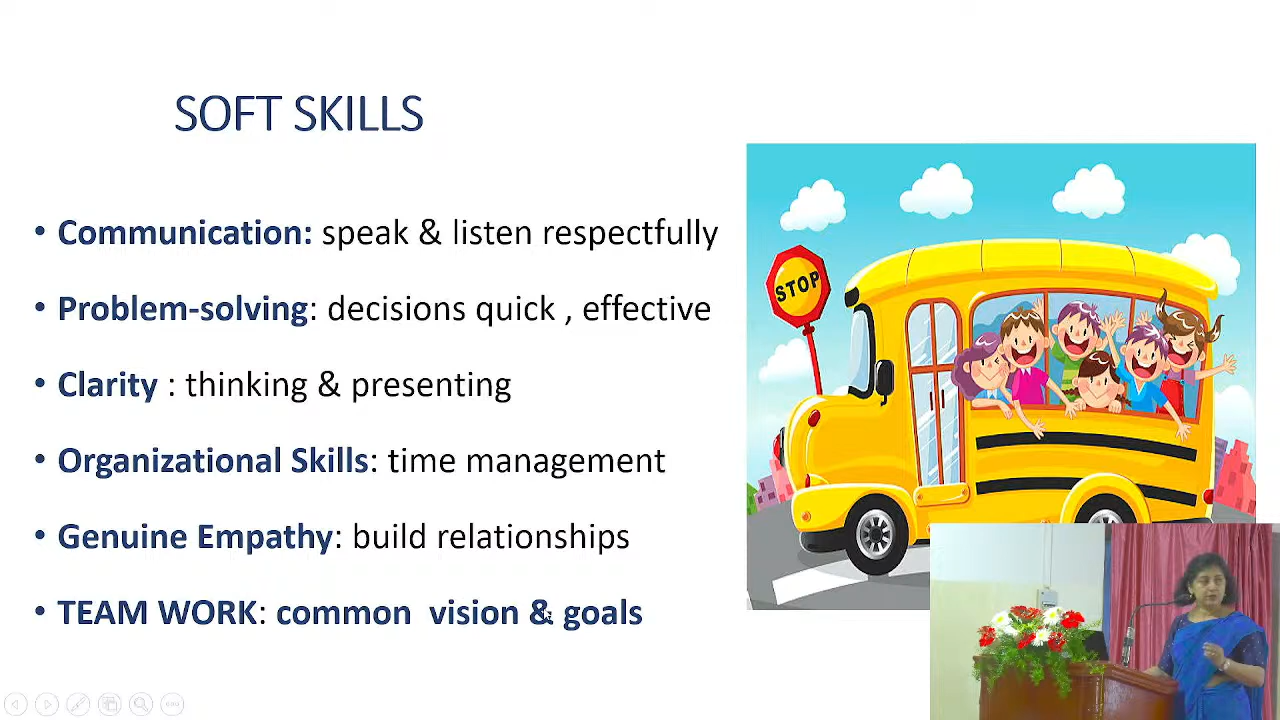 SOFT SKILLS
• Communication: speak & listen respectfully
• Problem-solving: decisions quick , effective
• Clarity : thinking & presenting
• Organizational Skills: time management
• Genuine Empathy: build relationships
• TEAM WORK: common vision & goals
STOP